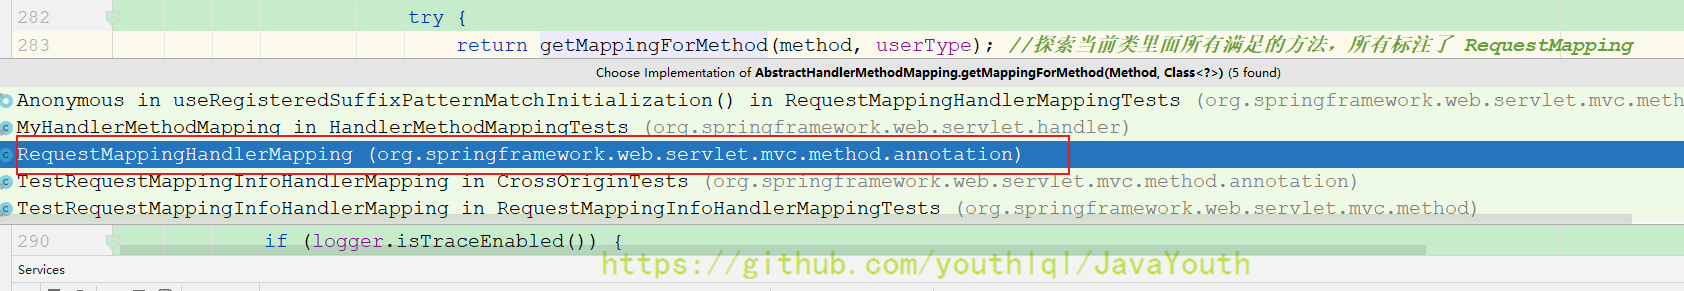 282 try {
283 return getMappingForMethod(method, userType); //探索当前类里面所有满足的方法，所有标注了 RequestMapping
Choose Implementation of AbstractHandlerMethodMapping.getMappingForMethod(Method, Class<?>) (5 found)
Anonymous in useRegisteredSuffixPatternMatchInitialization() in RequestMappingHandlerMappingTests (org.springframework.web.servlet.mvc.meth
MyHandlerMethodMapping in HandlerMethodMappingTests (org.springframework.web.servlet.handler)
RequestMappingHandlerMapping (org.springframework.web.servlet.mvc.method.annotation)
TestRequestMappingInfoHandlerMapping in CrossOriginTests (org.springframework.web.servlet.mvc.method.annotation)
TestRequestMappingInfoHandlerMapping in RequestMappingInfoHandlerMappingTests (org.springframework.web.servlet.mvc.method)
290 if (logger.isTraceEnabled()) {
https://github.com/youthlql/JavaYouth
Services